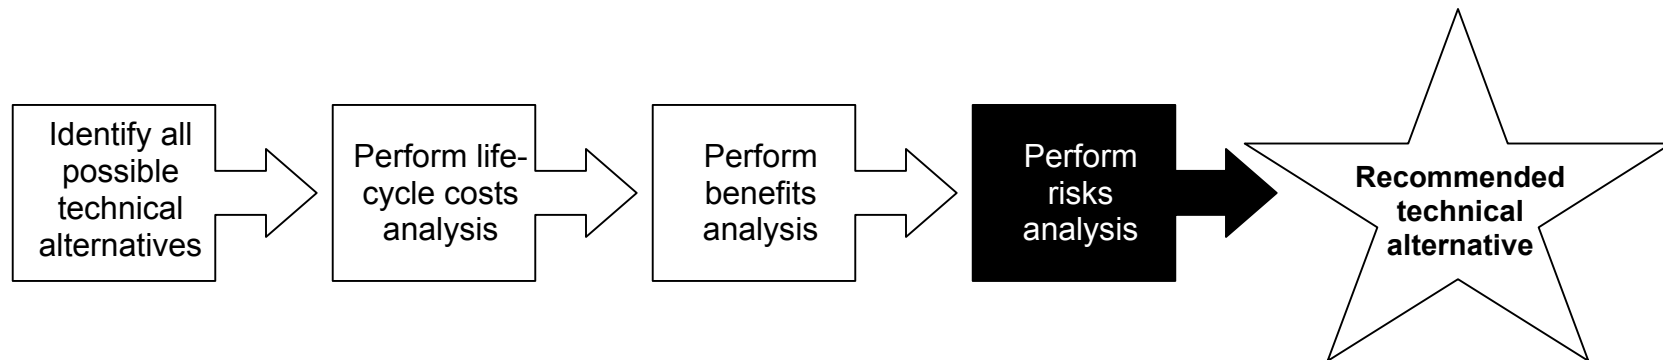 Identify all
possible
technical
alternatives
Perform life-
cycle costs
analysis
Perform
benefits
analysis
Perform
risks
analysis
Recommended
technical
alternative